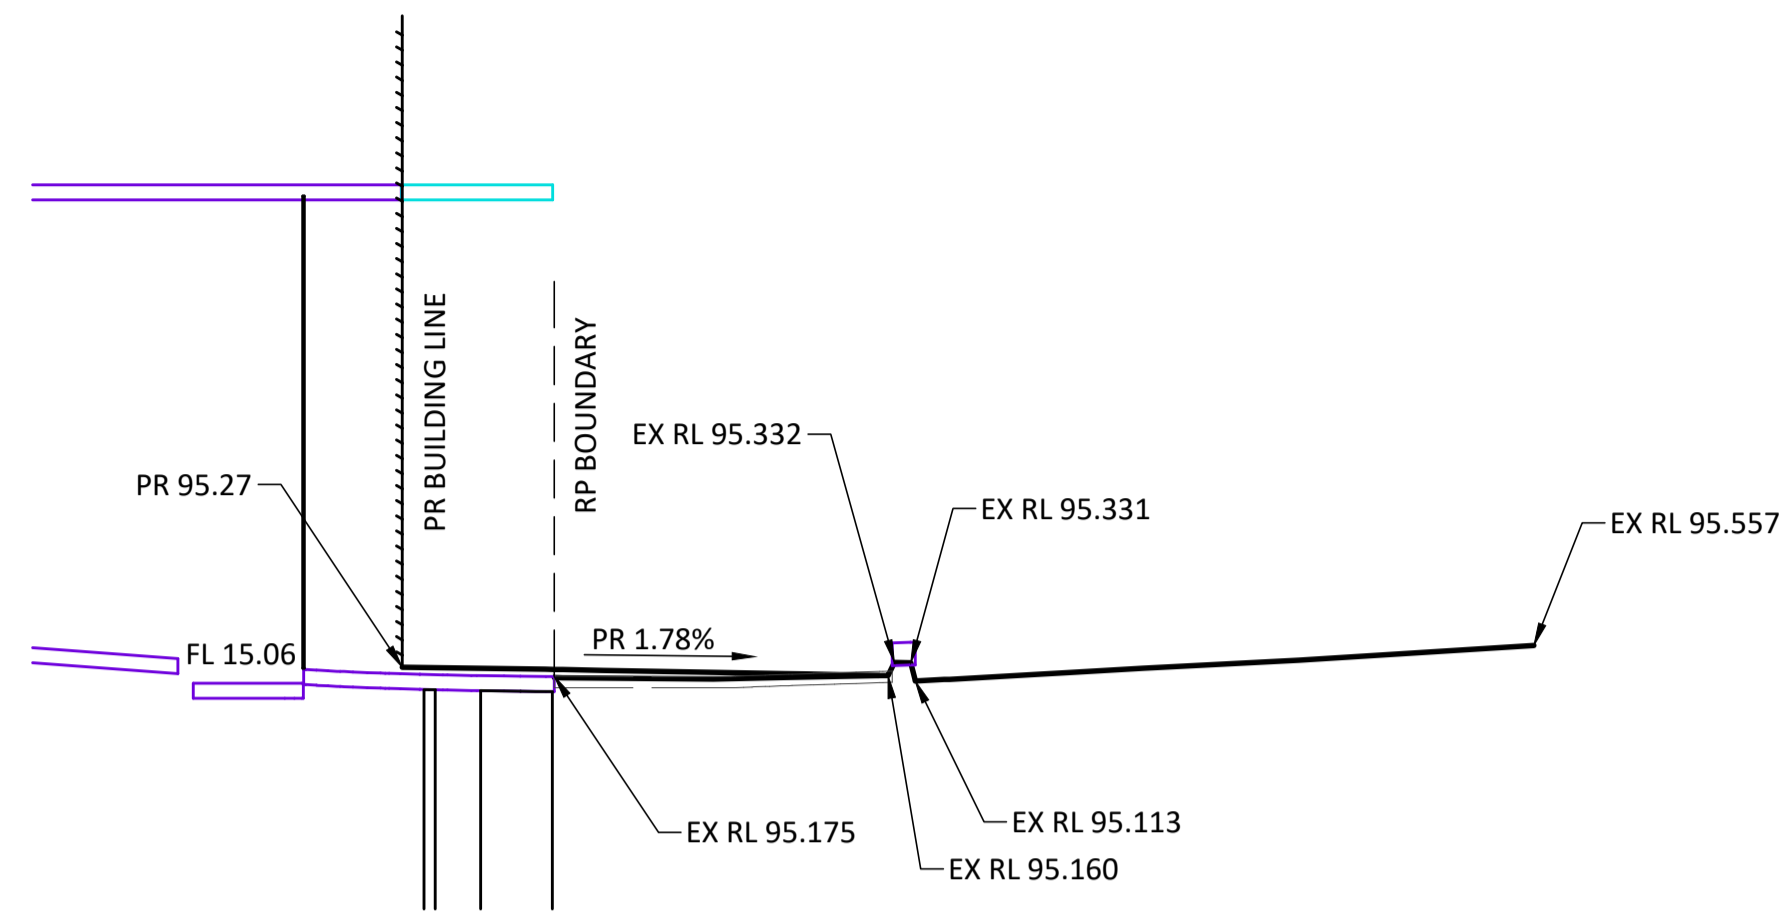 PR BUILDING LINE
RP BOUNDARY
EX RL 95.332
PR 95.27
EX RL 95.331
EX RL 95.557
PR 1.78%
FL 15.06
EX RL 95.175
EX RL 95.113
EX RL 95.160